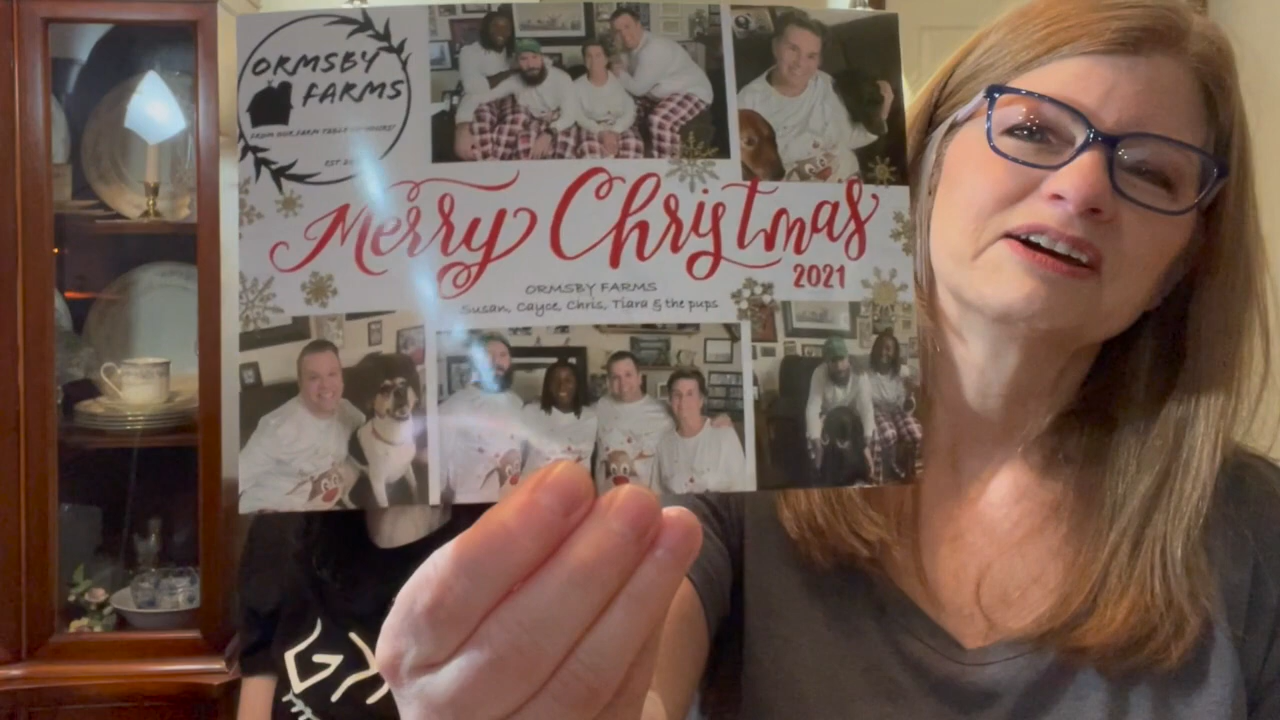 ORMSBY
FARMS
EST.
Merry Christmas
2021
ORMSBY FARMS
Susan, Cayce, Chris, Tiara & the pups
G